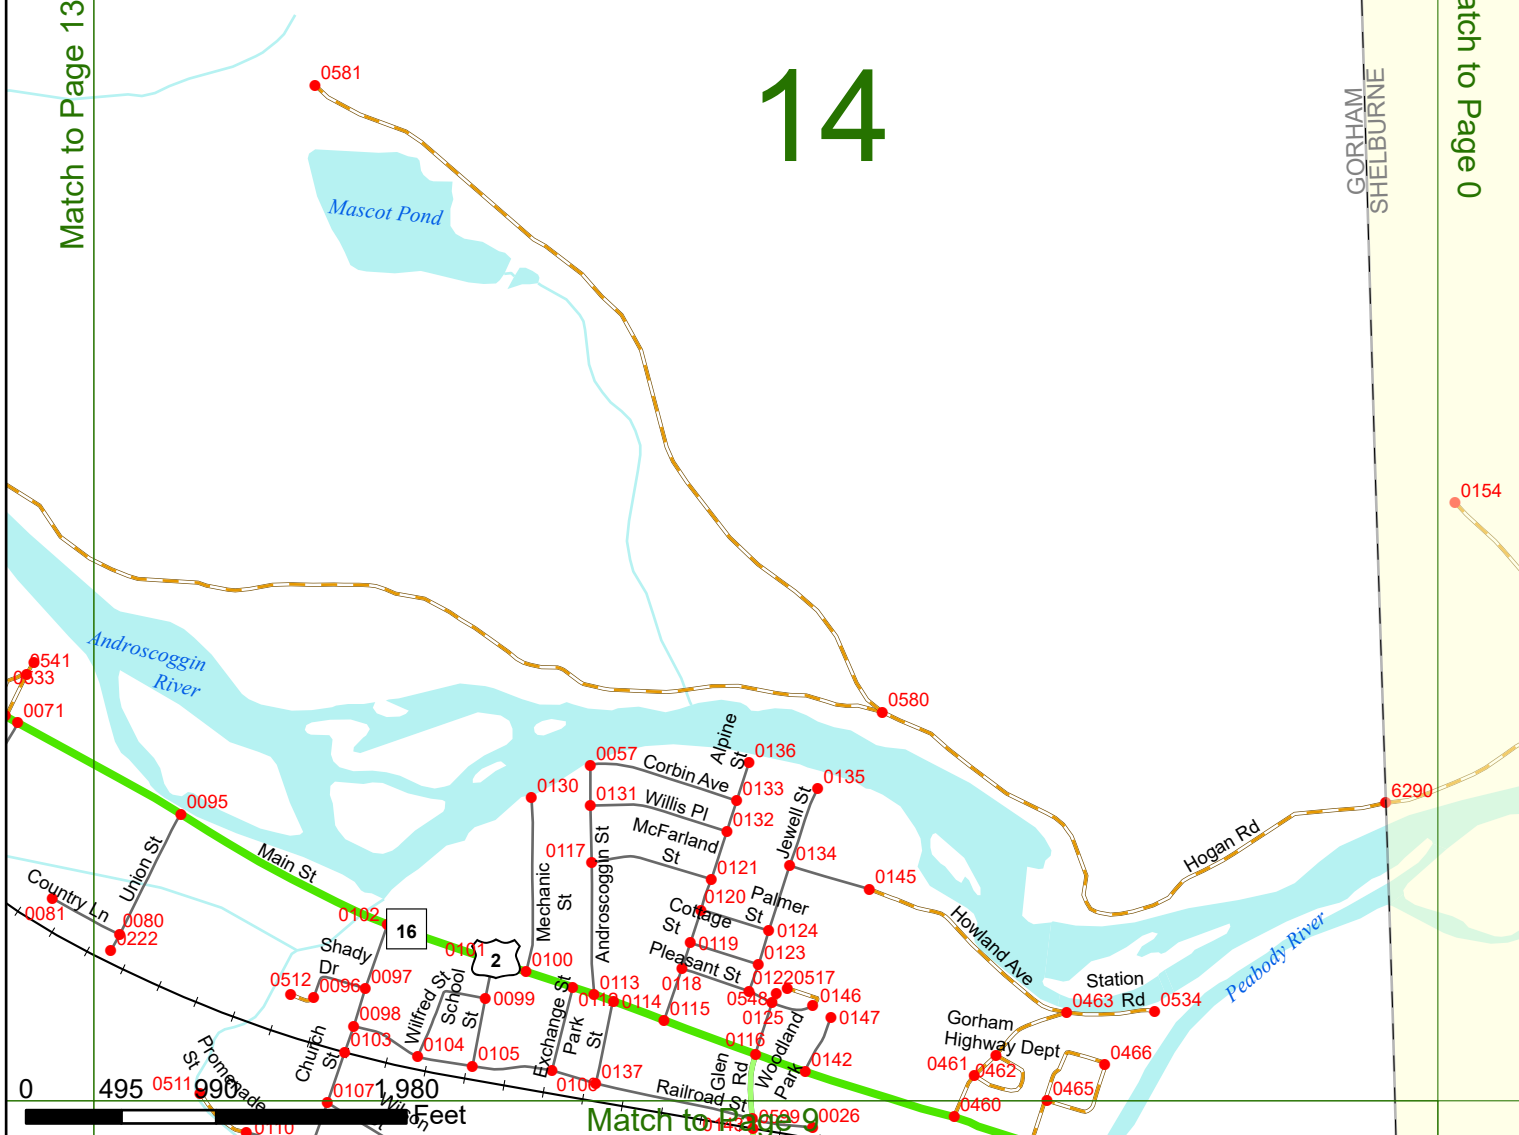 Match to Page 13
0581
14
GORHAM
SHELBURNE
Match to Page 0
Mascot Pond
0154
Androscoggin
River
0541
0533
0071
0580
Alpine
St
0136
0057
Corbin Ave
0135
0130
0133
6290
0095
0131
Willis Pl
0132
McFarland
St
Jewell St
Hogan Rd
Main St
Union St
0117
0134
0121
0145
Country Ln
0081
0080
0222
Mechanic
St
Androscoggin St
0120
Palmer
St
Cottage
St
0102
16
0124
Howland Ave
Peabody River
0101
2
0119
0123
Shady
Dr
0100
Pleasant St
0512
0096
0097
Wilfred St
School
St
0099
Exchange St
0113
0112
0114
0118
0122
0517
0548
0146
Station
Rd
0463
0534
0098
0125
0115
0147
Gorham
Highway Dept
Church
St
0103
0104
0105
Park
St
0116
Woodland
Park
0142
0461
0462
0466
Promenade
St
0511
0107
0106
0137
Glen
Rd
Railroad St
0465
0460
0
495
990
1,980
Feet
Wilson
0110
Match to Page 9
0143
0599
0026